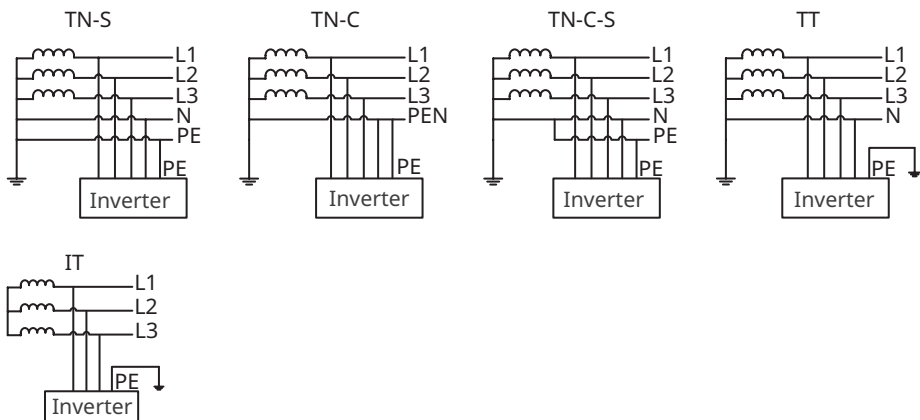 TN-S
L1
L2
L3
N
PE
PE
Inverter
TN-C
L1
L2
L3
PEN
PE
Inverter
TN-C-S
L1
L2
L3
N
PE
PE
Inverter
TT
L1
L2
L3
N
PE
Inverter
IT
L1
L2
L3
PE
Inverter